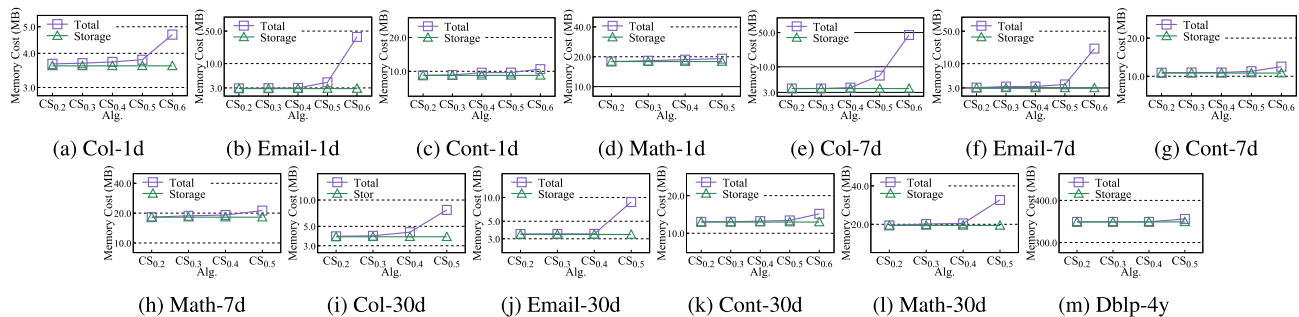 Memory Cost (MB)
5.0
4.0
3.0
Total
Storage
CS0.2 CS0.3 CS0.4 CS0.5 CS0.6
Alg.
(a) Col-1d
Memory Cost (MB)
50.0
10.0
3.0
Total
Storage
CS0.2 CS0.3 CS0.4 CS0.5 CS0.6
Alg.
(b) Email-1d
Memory Cost (MB)
20.0
10.0
Total
Storage
CS0.2 CS0.3 CS0.4 CS0.5 CS0.6
Alg.
(c) Cont-1d
Memory Cost (MB)
40.0
20.0
10.0
Total
Storage
CS0.2 CS0.3 CS0.4 CS0.5
Alg.
(d) Math-1d
Memory Cost (MB)
50.0
10.0
3.0
Total
Storage
CS0.2 CS0.3 CS0.4 CS0.5 CS0.6
Alg.
(e) Col-7d
Memory Cost (MB)
50.0
10.0
3.0
Total
Storage
CS0.2 CS0.3 CS0.4 CS0.5 CS0.6
Alg.
(f) Email-7d
Memory Cost (MB)
20.0
10.0
Total
Storage
CS0.2 CS0.3 CS0.4 CS0.5 CS0.6
Alg.
(g) Cont-7d
Memory Cost (MB)
40.0
20.0
10.0
Total
Storage
CS0.2 CS0.3 CS0.4 CS0.5
Alg.
(h) Math-7d
Memory Cost (MB)
10.0
5.0
3.0
Total
Stor
CS0.2 CS0.3 CS0.4 CS0.5
Alg.
(i) Col-30d
Memory Cost (MB)
10.0
5.0
3.0
Total
Storage
CS0.2 CS0.3 CS0.4 CS0.5
Alg.
(j) Email-30d
Memory Cost (MB)
20.0
10.0
Total
Storage
CS0.2 CS0.3 CS0.4 CS0.5 CS0.6
Alg.
(k) Cont-30d
Memory Cost (MB)
40.0
20.0
Total
Storage
CS0.2 CS0.3 CS0.4 CS0.5
Alg.
(l) Math-30d
Memory Cost (MB)
400.0
300.0
Total
Storage
CS0.2 CS0.3 CS0.4 CS0.5
Alg.
(m) Dblp-4y